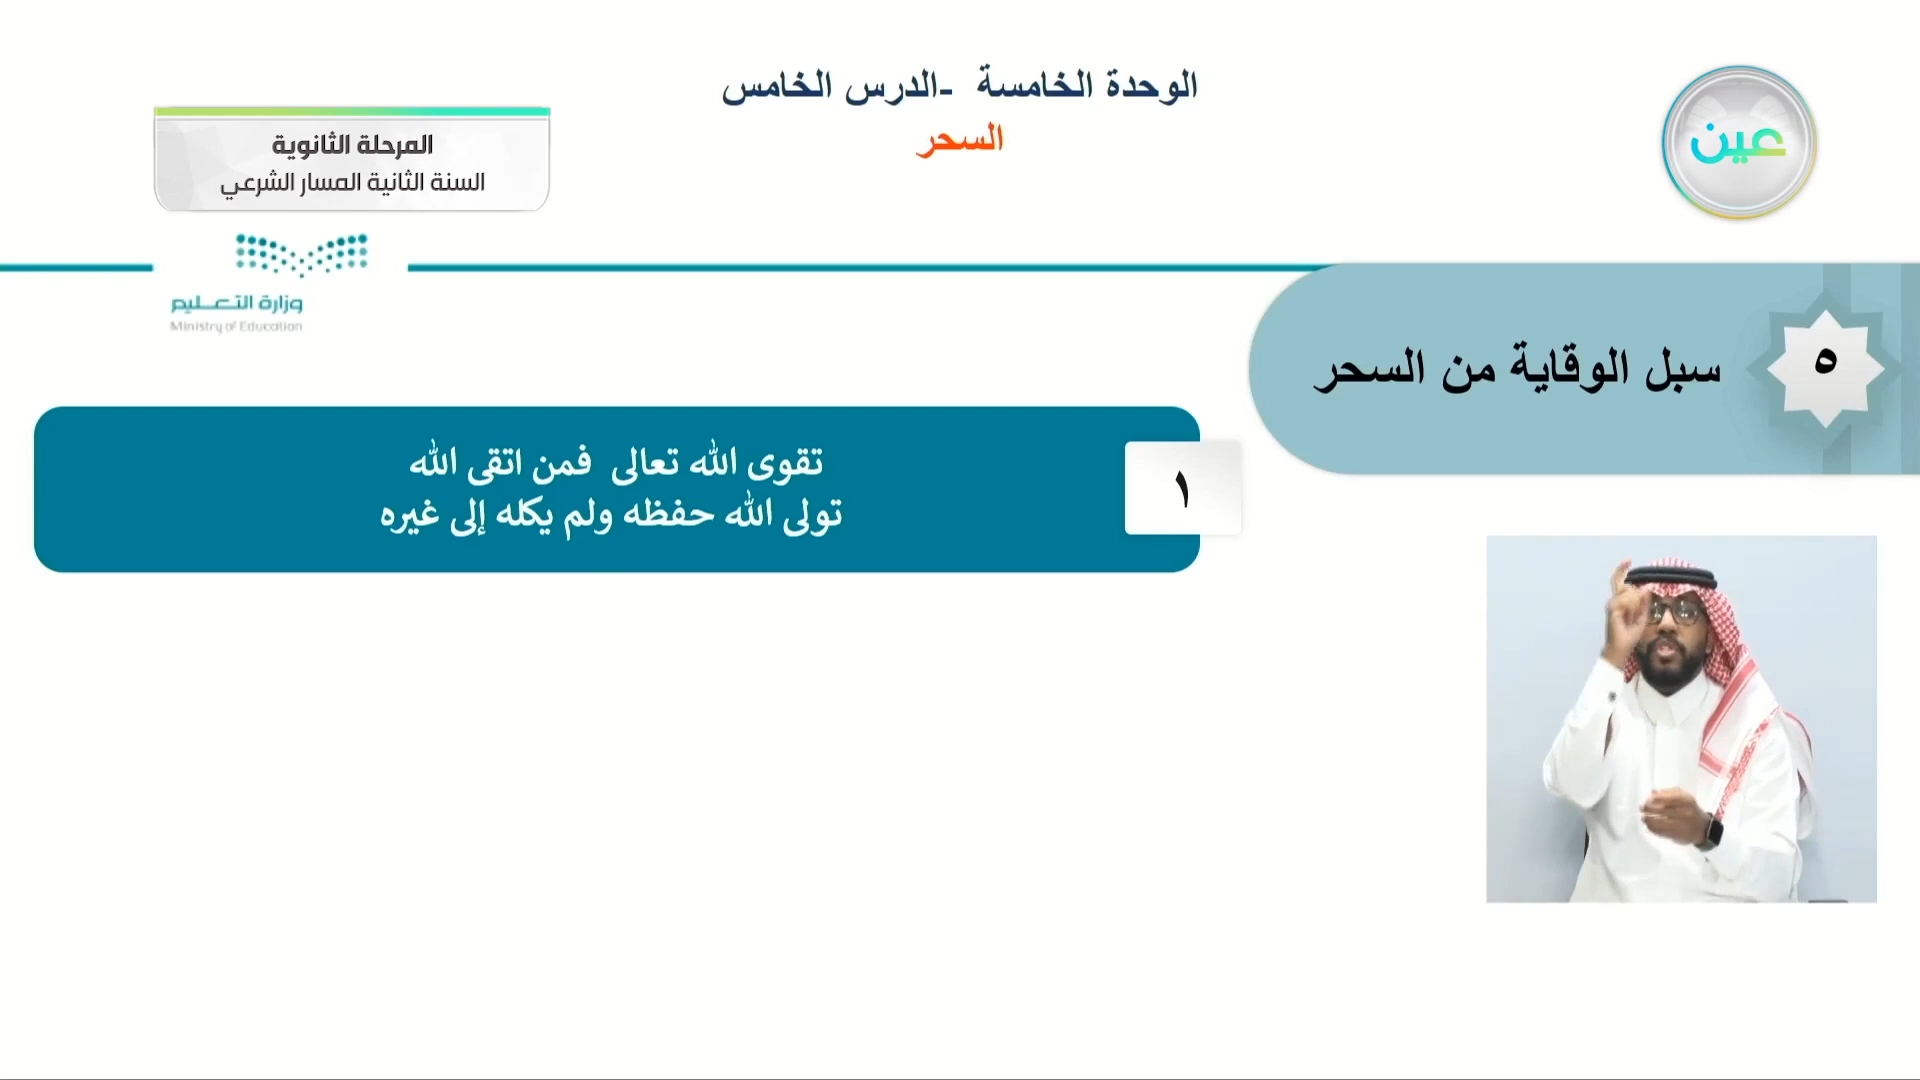 الوحدة الخامسة -الدرس الخامس
السحر
عين
المرحلة الثانوية
السنة الثانية المسار الشرعي
وزارة التعليم
Ministry of Education
٥
سبل الوقاية من السحر
١
تقوى الله تعالى فمن اتقى الله
تولى الله حفظه ولم يكله إلى غيره